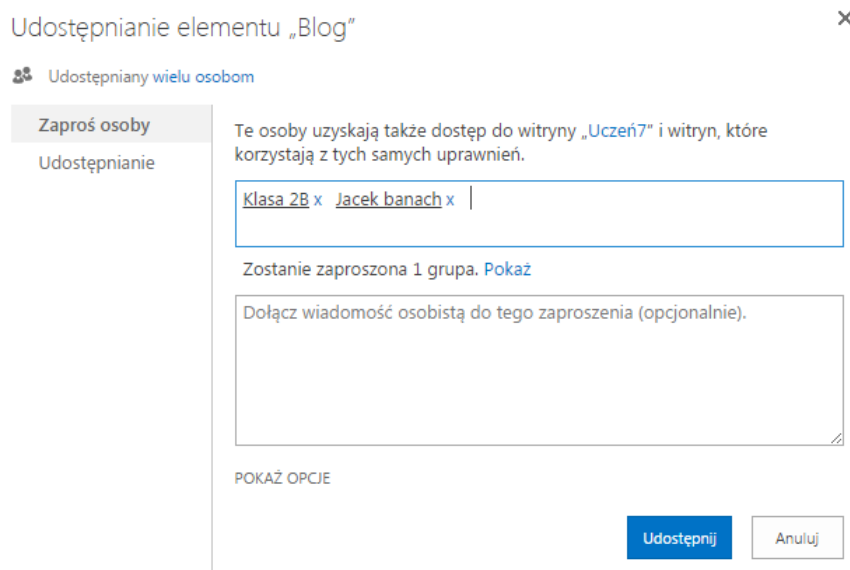 Udostępnianie elementu „Blog”
Udostępniany wielu osobom
Zaproś osoby
Udostępnianie
Te osoby uzyskają także dostęp do witryny „Uczeń7” i witryn, które
korzystają z tych samych uprawnień.
Klasa 2B x Jacek banach x
Zostanie zaproszona 1 grupa. Pokaż
Dołącz wiadomość osobistą do tego zaproszenia (opcjonalnie).
POKAŻ OPCJE
Udostępnij Anuluj